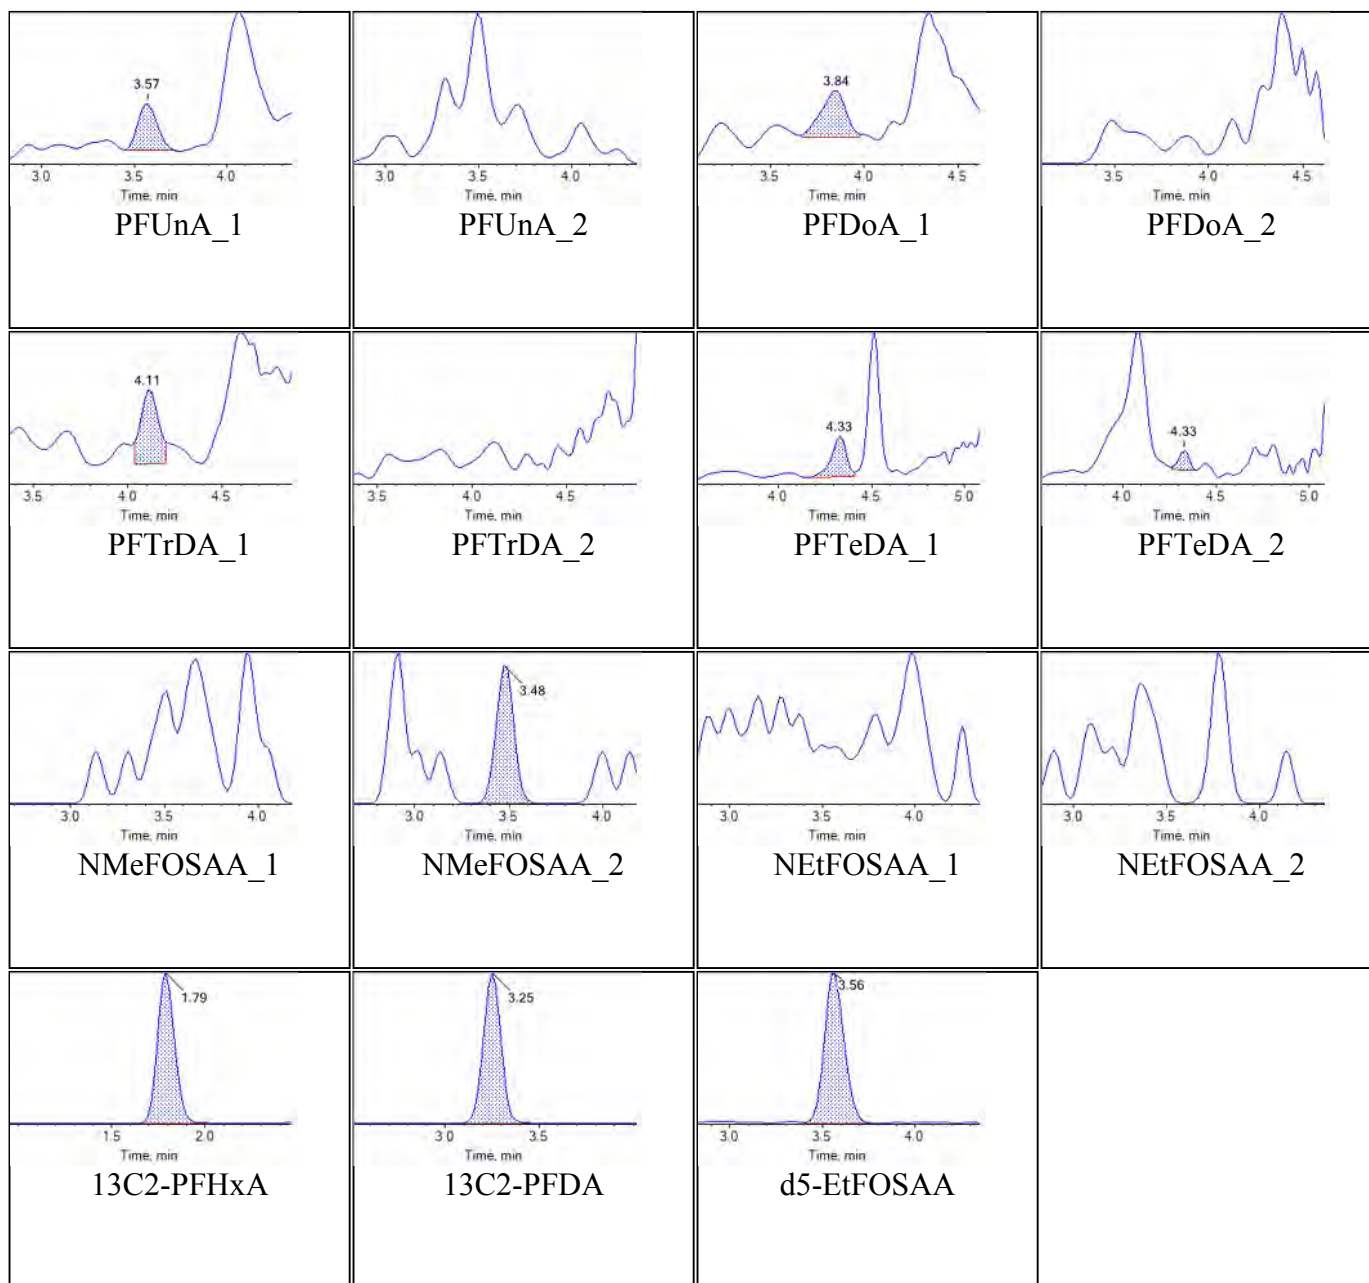 3.57
3.0 3.5 4.0
Time, min
PFUnA_1
3.0 3.5 4.0
Time, min
PFUnA_2
3.84
3.5 4.0 4.5
Time, min
PFDoA_1
3.5 4.0 4.5
Time, min
PFDoA_2
4.11
3.5 4.0 4.5
Time, min
PFTrDA_1
3.5 4.0 4.5
Time, min
PFTrDA_2
4.33
4.0 4.5 5.0
Time, min
PFTeDA_1
4.33
4.0 4.5 5.0
Time, min
PFTeDA_2
3.0 3.5 4.0
Time, min
NMeFOSAA_1
3.48
3.0 3.5 4.0
Time, min
NMeFOSAA_2
3.0 3.5 4.0
Time, min
NEtFOSAA_1
3.0 3.5 4.0
Time, min
NEtFOSAA_2
1.79
1.5 2.0
Time, min
13C2-PFHxA
3.25
3.0 3.5
Time, min
13C2-PFDA
3.56
3.0 3.5 4.0
Time, min
d5-EtFOSAA